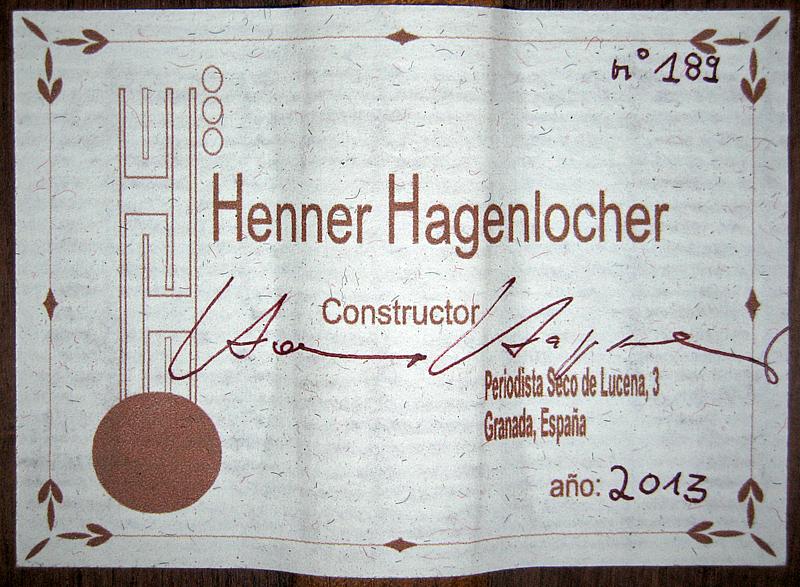 nº 189
Henner Hagenlocher
Constructor
Periodista Seco de Lucena, 3
Granada, España
año: 2013